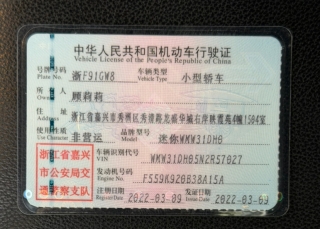 中华人民共和国机动车行驶证
Vehicle License of the People's Republic of China
号牌号码 浙F91GW8 车辆类型 小型轿车
Plate No. Vehicle Type
所有人 顾莉莉
Owner
住址 浙江省嘉兴市秀洲区秀清路龙威华城右岸
Address 1504室
使用性质 非营运 品牌型号 迷你WMW31DH0
Use Character Model
浙江省嘉兴
市公安局交
通警察支队
车辆识别代号 WMW31DH05N2R57027
VIN
发动机号码 F559K920B38A15A
Engine No.
注册日期 2022-03-09 发证日期 2022-03-09
Register Date Issue Date